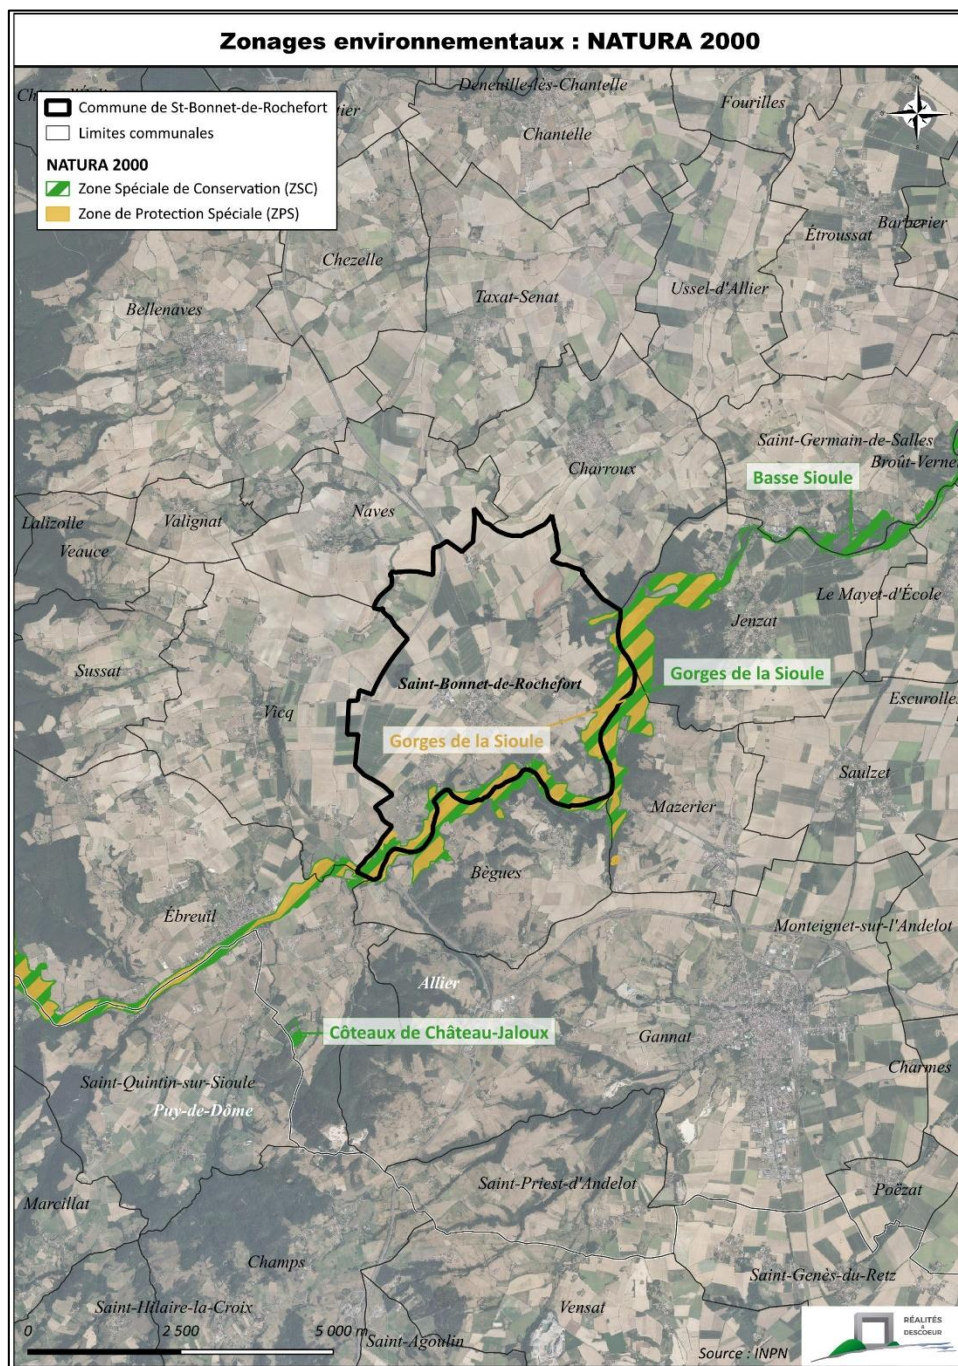 Zonages environnementaux : NATURA 2000
Commune de St-Bonnet-de-Rochefort
Limites communales
NATURA 2000
Zone Spéciale de Conservation (ZSC)
Zone de Protection Spéciale (ZPS)
Deneuille-lès-Chantelle
Fourilles
Chantelle
Barberier
Étroussat
Chezelle
Ussel-d'Allier
Taxat-Senat
Bellenaves
Saint-Germain-de-Salles
Broût-Vernet
Charroux
Basse Sioule
Naves
Valignat
Lalizolle
Veauce
Le Mayet-d'École
Jenzat
Sussat
Gorges de la Sioule
Saint-Bonnet-de-Rochefort
Escurolles
Vicq
Gorges de la Sioule
Saulzet
Mazerier
Bègues
Ébreuil
Monteignet-sur-l'Andelot
Allier
Côteaux de Château-Jaloux
Gannat
Charmes
Saint-Quintin-sur-Sioule
Puy-de-Dôme
Saint-Priest-d'Andelot
Poëzat
Marcillat
Champs
Saint-Genès-du-Retz
Saint-Hilaire-la-Croix
Vensat
Saint-Agoulin
0 2 500 5 000 m
RÉALITÉS
&
DESCOEUR
Source : INPN